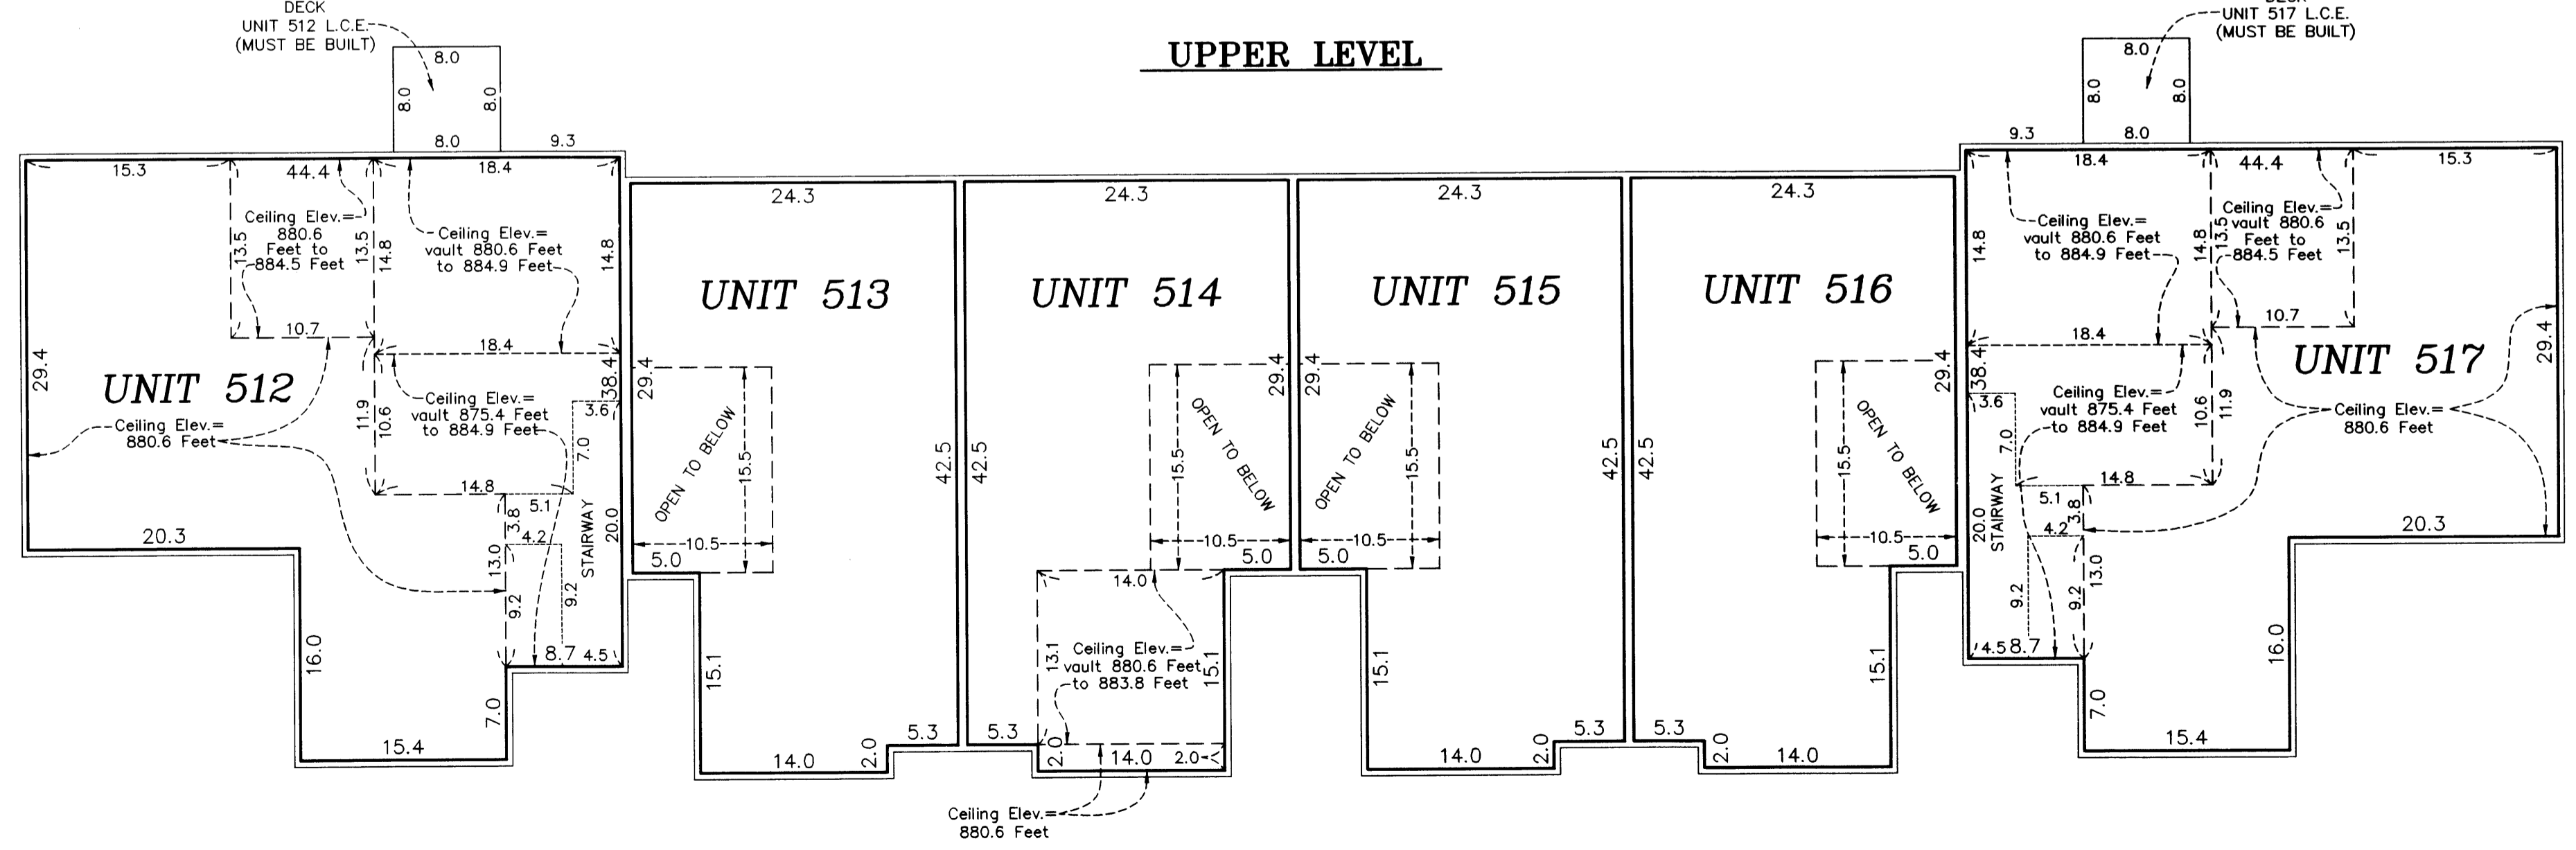 UPPER LEVEL
DECK
UNIT 512 L.C.E.
(MUST BE BUILT)
8.0
8.0
8.0
8.0
9.3
15.3
44.4
18.4
Ceiling Elev.=
880.6
Feet to
884.5 Feet
13.5
13.5
14.8
Ceiling Elev.=
vault 880.6 Feet
to 884.9 Feet
14.8
10.7
18.4
29.4
UNIT 512
38.4
Ceiling Elev.=
880.6 Feet
11.9
10.6
Ceiling Elev.=
vault 875.4 Feet
to 884.9 Feet
3.6
7.0
14.8
5.1
3.8
4.2
STAIRWAY
20.0
20.3
13.0
9.2
9.2
16.0
8.7
4.5
7.0
15.4
24.3
UNIT 513
29.4
OPEN TO BELOW
15.5
10.5
5.0
42.5
15.1
14.0
2.0
5.3
24.3
UNIT 514
29.4
OPEN TO BELOW
15.5
10.5
5.0
42.5
14.0
13.1
Ceiling Elev.=
vault 880.6 Feet
to 883.8 Feet
15.1
5.3
2.0
14.0
2.0
Ceiling Elev.=
880.6 Feet
24.3
UNIT 515
29.4
OPEN TO BELOW
15.5
10.5
5.0
42.5
15.1
14.0
2.0
5.3
24.3
UNIT 516
29.4
OPEN TO BELOW
15.5
10.5
5.0
42.5
15.1
5.3
2.0
14.0
UNIT 517 L.C.E.
(MUST BE BUILT)
8.0
8.0
8.0
8.0
9.3
18.4
44.4
15.3
14.8
Ceiling Elev.=
vault 880.6 Feet
to 884.9 Feet
14.8
13.5
Ceiling Elev.=
vault 880.6
Feet to
884.5 Feet
13.5
10.7
18.4
38.4
UNIT 517
29.4
3.6
7.0
Ceiling Elev.=
vault 875.4 Feet
to 884.9 Feet
10.6
11.9
Ceiling Elev.=
880.6 Feet
14.8
5.1
3.8
4.2
20.0
STAIRWAY
20.3
9.2
9.2
13.0
16.0
4.5
8.7
7.0
15.4